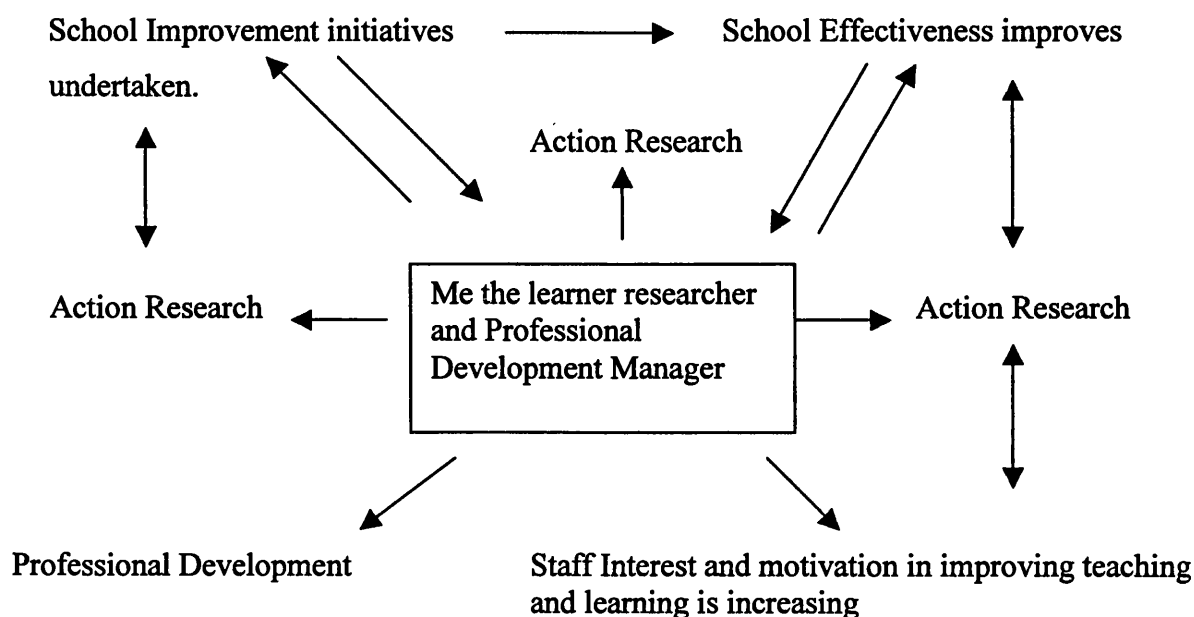 School Improvement initiatives
undertaken.
School Effectiveness improves
Action Research
Action Research
Me the learner researcher
and Professional
Development Manager
Action Research
Professional Development
Staff Interest and motivation in improving teaching
and learning is increasing